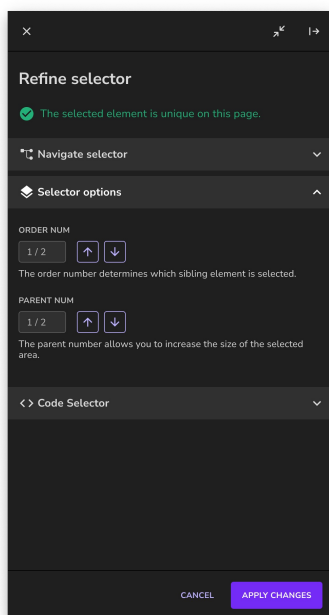 Refine selector
The selected element is unique on this page.
Navigate selector
Selector options
ORDER NUM
1 / 2
The order number determines which sibling element is selected.
PARENT NUM
1 / 2
The parent number allows you to increase the size of the selected
area.
Code Selector
CANCEL APPLY CHANGES